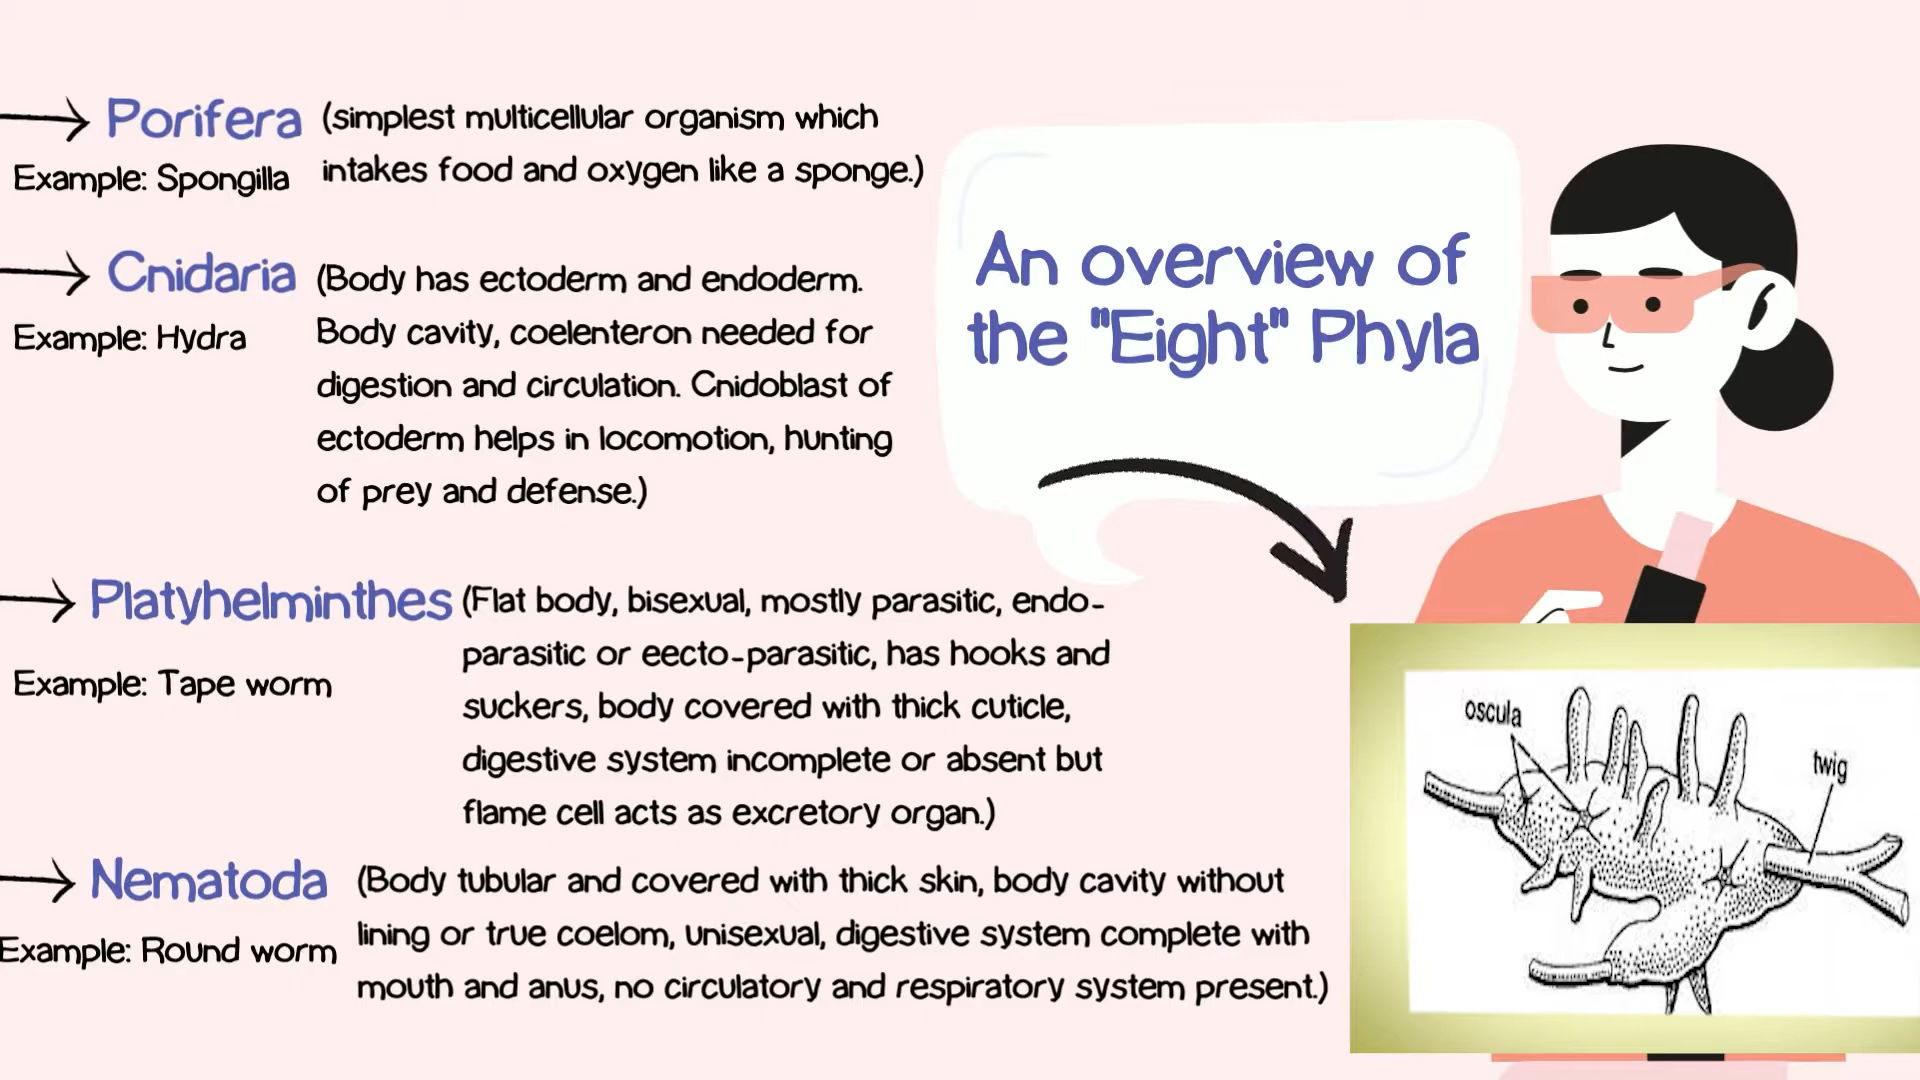 Porifera (simplest multicellular organism which
Example: Spongilla intakes food and oxygen like a sponge.)
Cnidaria (Body has ectoderm and endoderm.
Example: Hydra Body cavity, coelenteron needed for
digestion and circulation. Cnidoblast of
ectoderm helps in locomotion, hunting
of prey and defense.)
Platyhelminthes (Flat body, bisexual, mostly parasitic, endo-
parasitic or eecto-parasitic, has hooks and
Example: Tape worm
suckers, body covered with thick cuticle,
digestive system incomplete or absent but
flame cell acts as excretory organ.)
Nematoda (Body tubular and covered with thick skin, body cavity without
Example: Round worm lining or true coelom, unisexual, digestive system complete with
mouth and anus, no circulatory and respiratory system present.)
An overview of
the "Eight" Phyla
oscula
twig